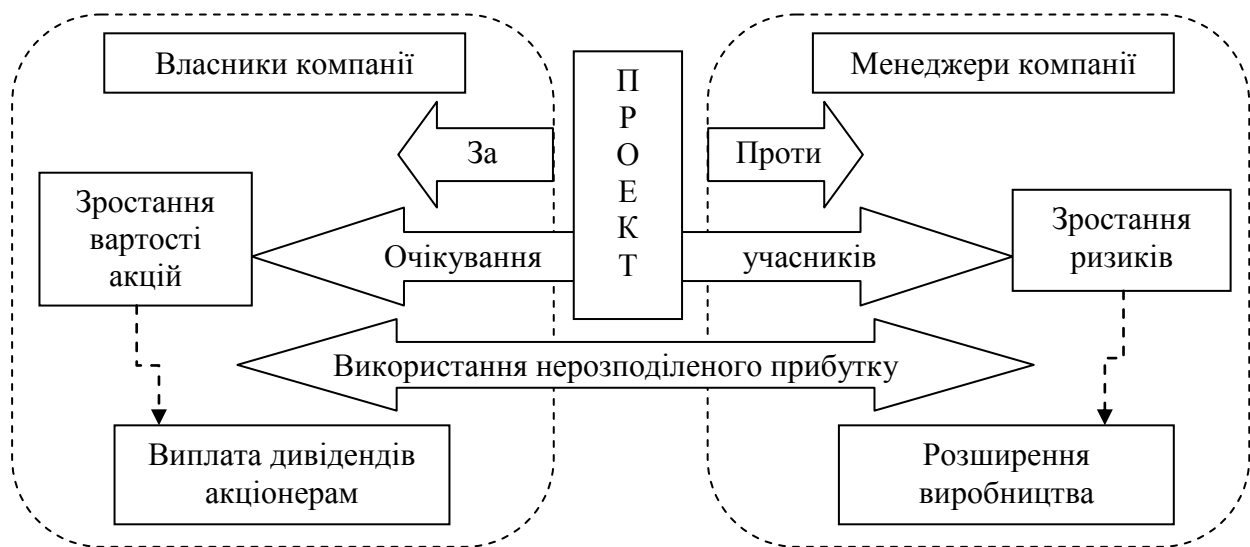 Власники компанії
П
Р
О
Е
К
Т
Менеджери компанії
За
Проти
Зростання
вартості
акцій
Очікування
учасників
Зростання
ризиків
Використання нерозподіленого прибутку
Виплата дивідендів
акціонерам
Розширення
виробництва